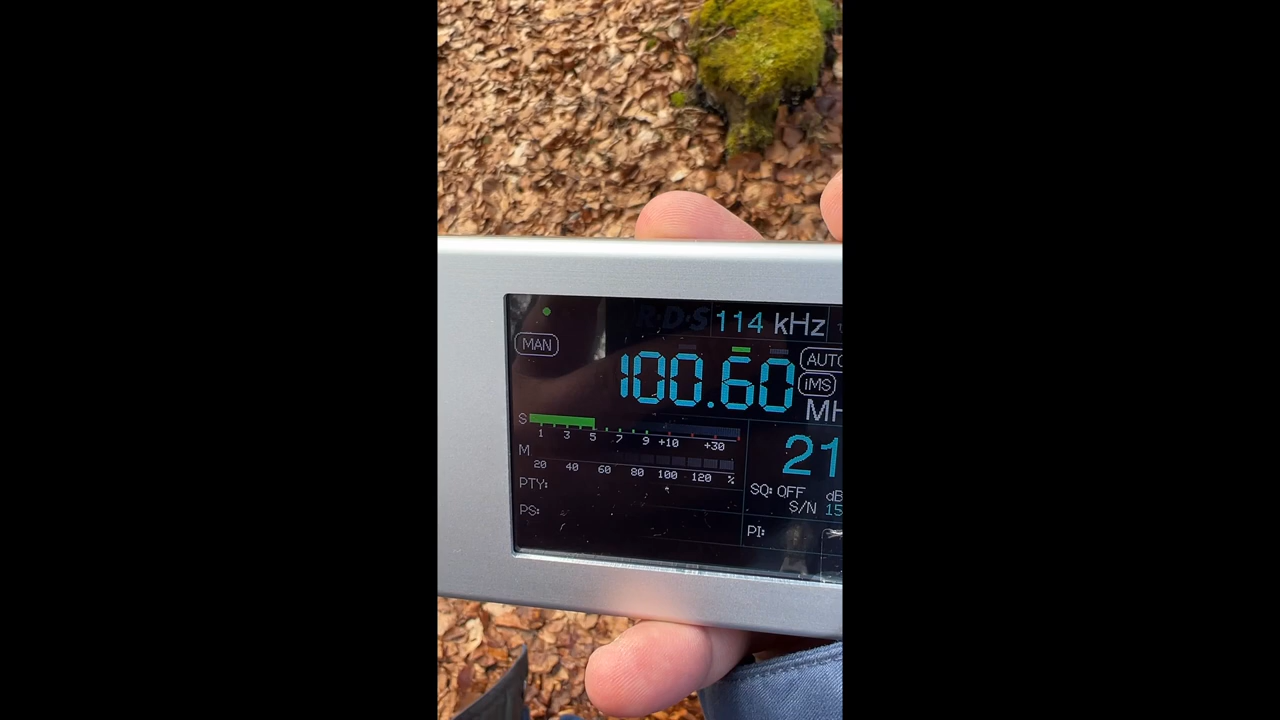 R·D·S 114 kHz
MAN
AUTO
100.60
iMS
MH
S
1 3 5 7 9 +10 +30
M
20 40 60 80 100 120 %
21
PTY:
SQ: OFF dB
S/N 15
PS:
PI: